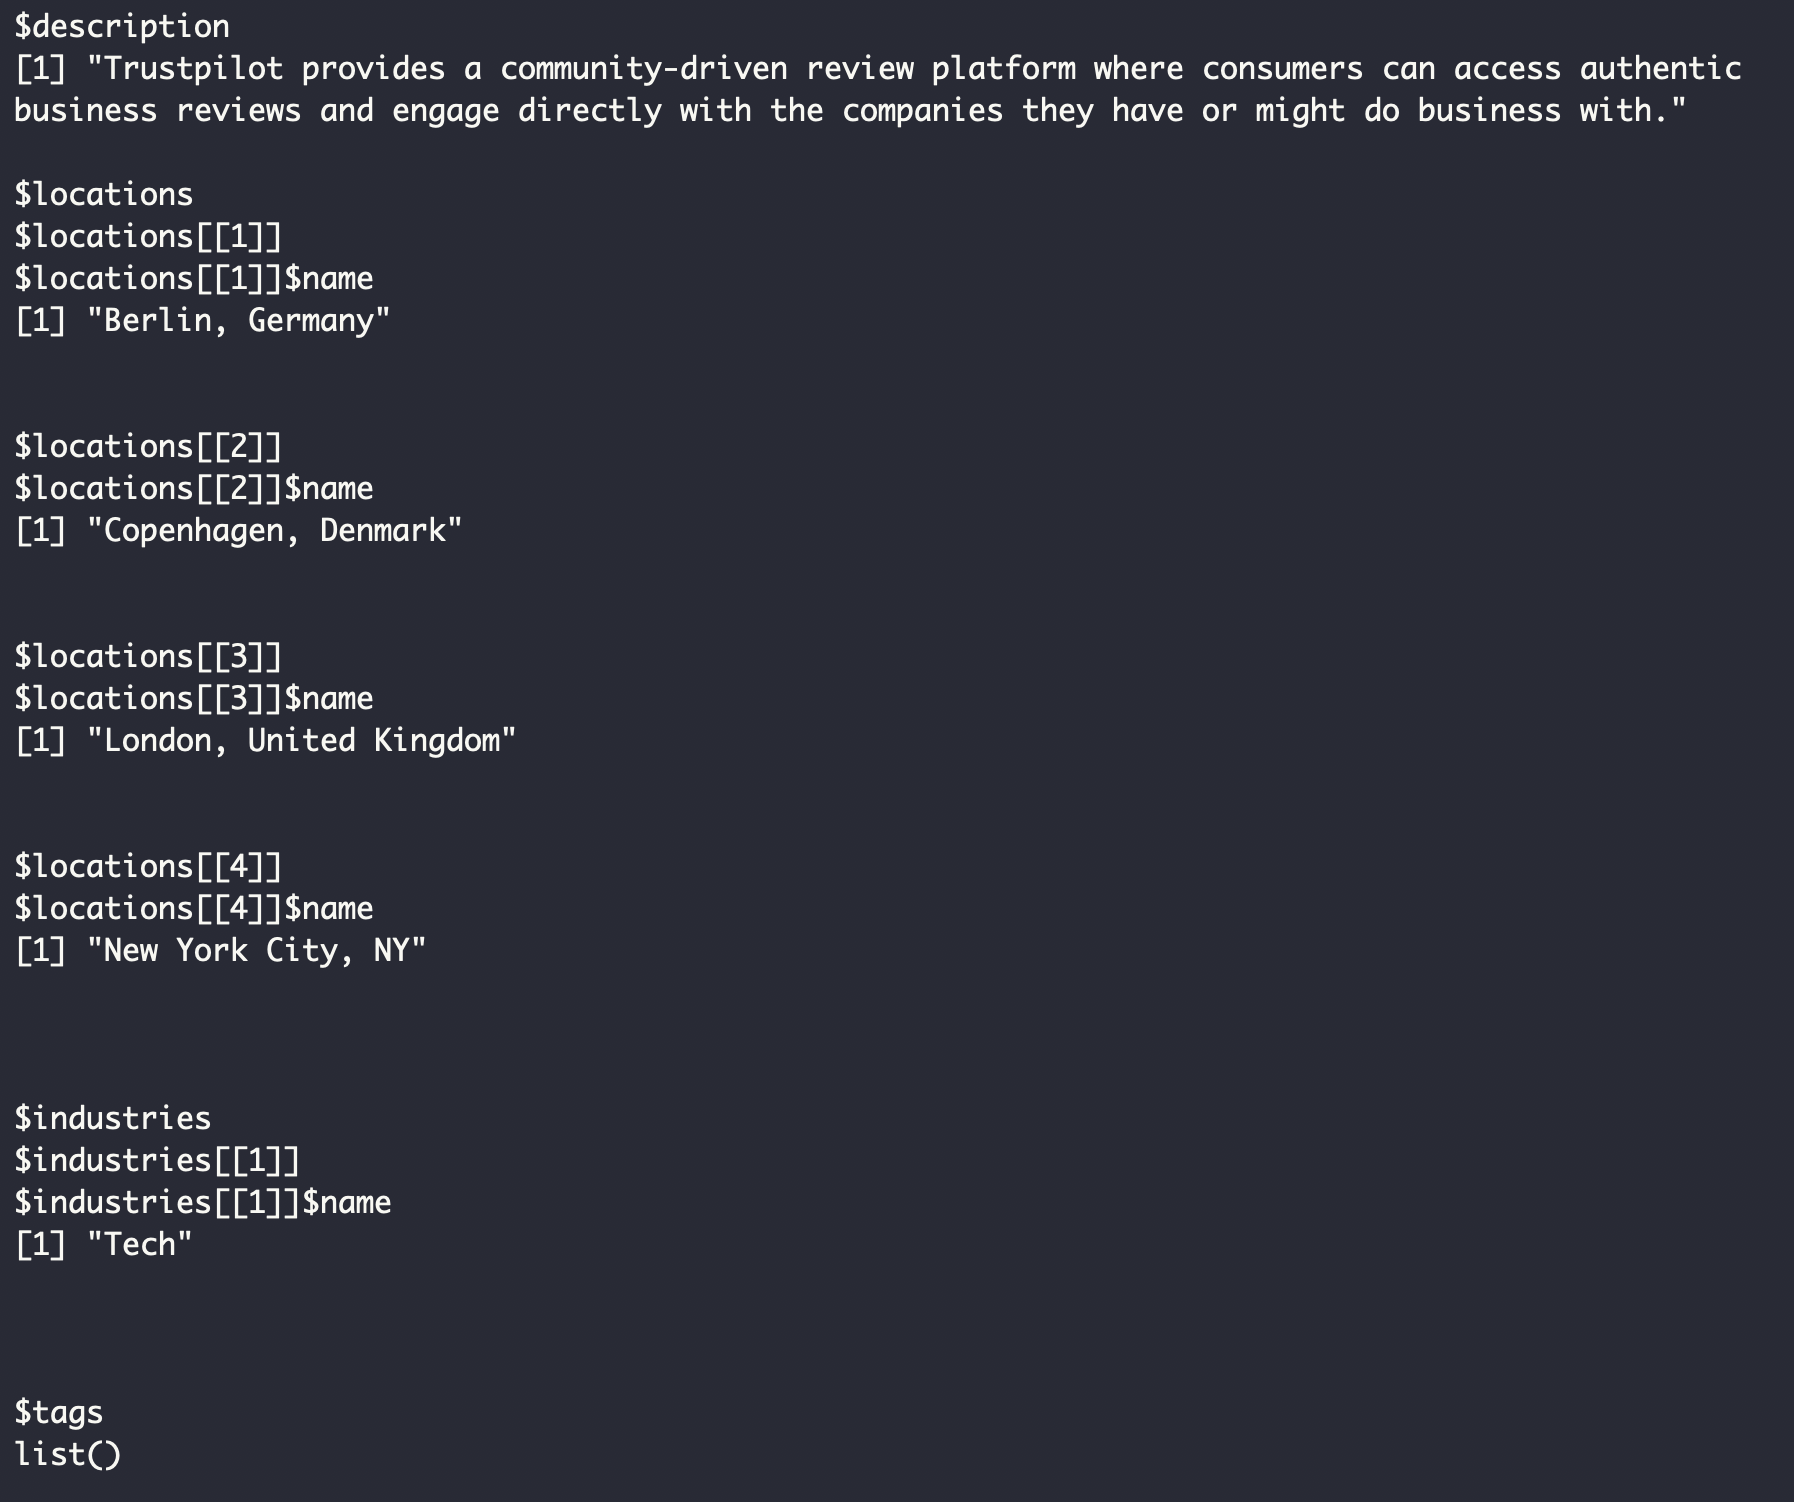 $description
[1] "Trustpilot provides a community-driven review platform where consumers can access authentic
business reviews and engage directly with the companies they have or might do business with."
$locations
$locations[[1]]
$locations[[1]]$name
[1] "Berlin, Germany"
$locations[[2]]
$locations[[2]]$name
[1] "Copenhagen, Denmark"
$locations[[3]]
$locations[[3]]$name
[1] "London, United Kingdom"
$locations[[4]]
$locations[[4]]$name
[1] "New York City, NY"
$industries
$industries[[1]]
$industries[[1]]$name
[1] "Tech"
$tags
list()